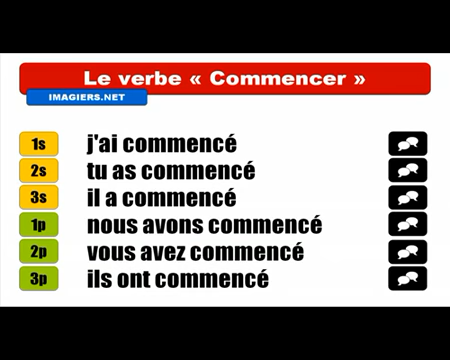 Le verbe « Commencer »
IMAGIERS.NET
1s j'ai commencé
2s tu as commencé
3s il a commencé
1p nous avons commencé
2p vous avez commencé
3p ils ont commencé